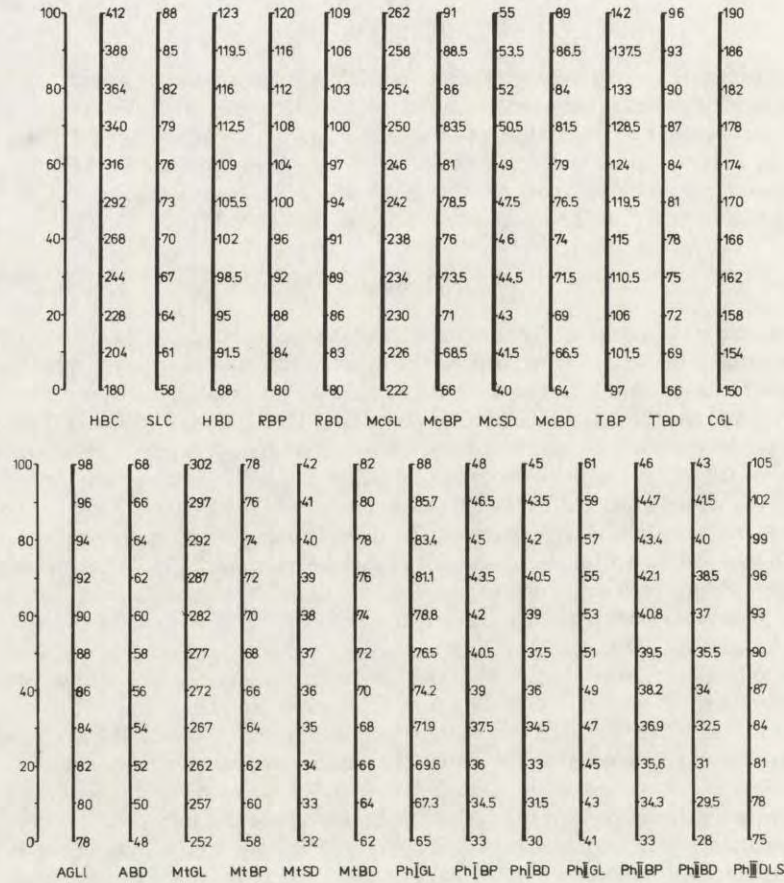 100 412 88 123 120 109 262 91 55 89 142 96 190
388 85 119.5 116 106 258 88.5 53.5 86.5 137.5 93 186
80 364 82 116 112 103 254 86 52 84 133 90 182
340 79 112.5 108 100 250 83.5 50.5 81.5 128.5 87 178
60 316 76 109 104 97 246 81 49 79 124 84 174
292 73 105.5 100 94 242 78.5 47.5 76.5 119.5 81 170
40 268 70 102 96 91 238 76 46 74 115 78 166
244 67 98.5 92 89 234 73.5 44.5 71.5 110.5 75 162
20 228 64 95 88 86 230 71 43 69 106 72 158
204 61 91.5 84 83 226 68.5 41.5 66.5 101.5 69 154
0 180 58 88 80 80 222 66 40 64 97 66 150
HBC SLC HBD RBP RBD McGL McBP McSD McBD TBP TBD CGL
100 98 68 302 78 42 82 88 48 45 61 46 43 105
96 66 297 76 41 80 85.7 46.5 43.5 59 44.7 41.5 102
80 94 64 292 74 40 78 83.4 45 42 57 43.4 40 99
92 62 287 72 39 76 81.1 43.5 40.5 55 42.1 38.5 96
60 90 60 282 70 38 74 78.8 42 39 53 40.8 37 93
88 58 277 68 37 72 76.5 40.5 37.5 51 39.5 35.5 90
40 86 56 272 66 36 70 74.2 39 36 49 38.2 34 87
84 54 267 64 35 68 71.9 37.5 34.5 47 36.9 32.5 84
20 82 52 262 62 34 66 69.6 36 33 45 35.6 31 81
80 50 257 60 33 64 67.3 34.5 31.5 43 34.3 29.5 78
0 78 48 252 58 32 62 65 33 30 41 33 28 75
AGLl ABD MtGL MtBP MtSD MtBD PhIGL PhIBP PhIBD PhIIGL PhIIBP PhIIBD PhIIIDLS